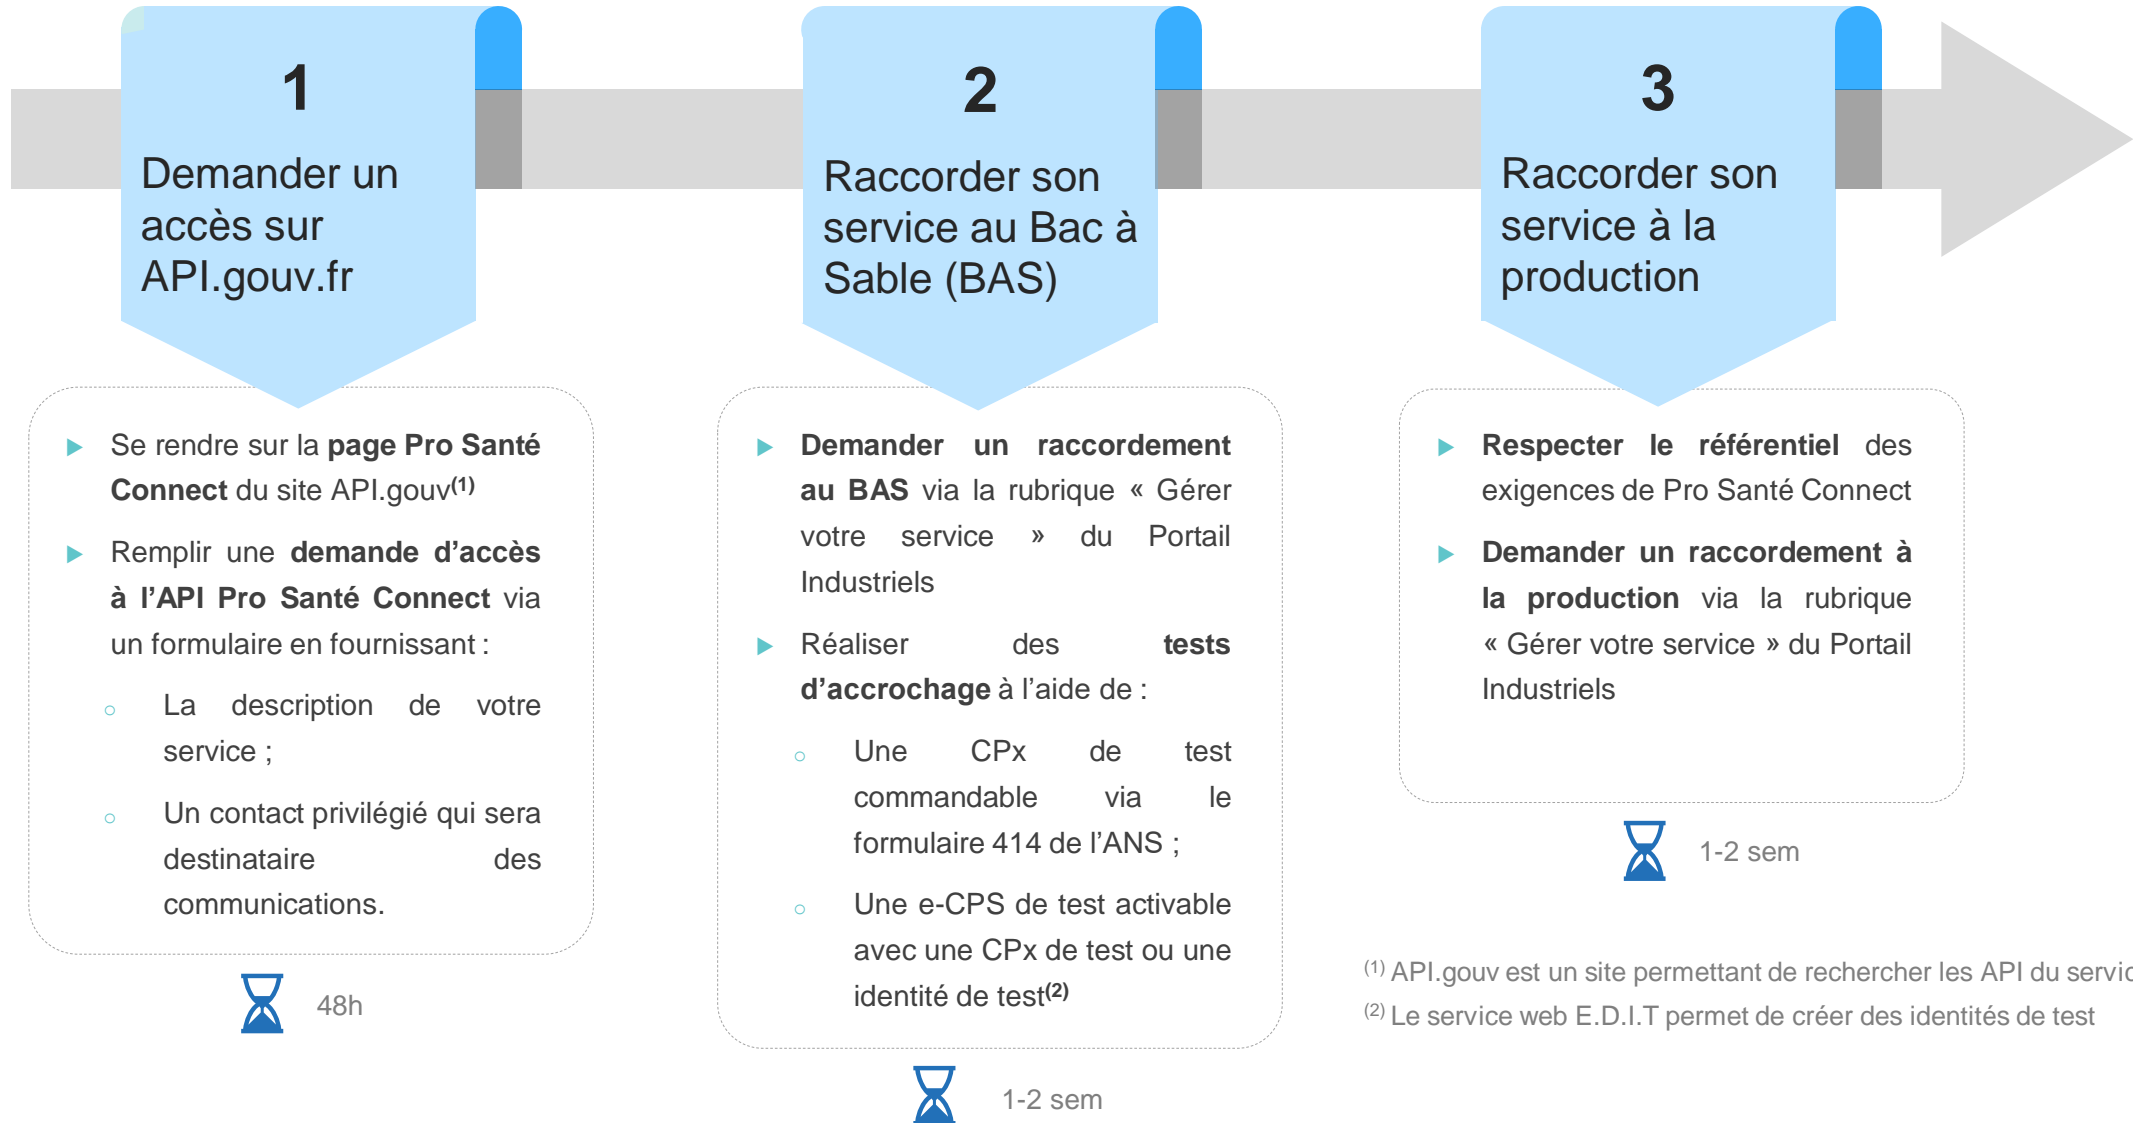 1
Demander un
accès sur
API.gouv.fr
Se rendre sur la page Pro Santé
Connect du site API.gouv(1)
Remplir une demande d’accès
à l’API Pro Santé Connect via
un formulaire en fournissant :
La description de votre
service ;
Un contact privilégié qui sera
destinataire des
communications.
48h
2
Raccorder son
service au Bac à
Sable (BAS)
Demander un raccordement
au BAS via la rubrique « Gérer
votre service » du Portail
Industriels
Réaliser des tests
d’accrochage à l’aide de :
Une CPx de test
commandable via le
formulaire 414 de l’ANS ;
Une e-CPS de test activable
avec une CPx de test ou une
identité de test(2)
1-2 sem
3
Raccorder son
service à la
production
Respecter le référentiel des
exigences de Pro Santé Connect
Demander un raccordement à
la production via la rubrique
« Gérer votre service » du Portail
Industriels
1-2 sem
(1) API.gouv est un site permettant de rechercher les API du
(2) Le service web E.D.I.T permet de créer des identités de test